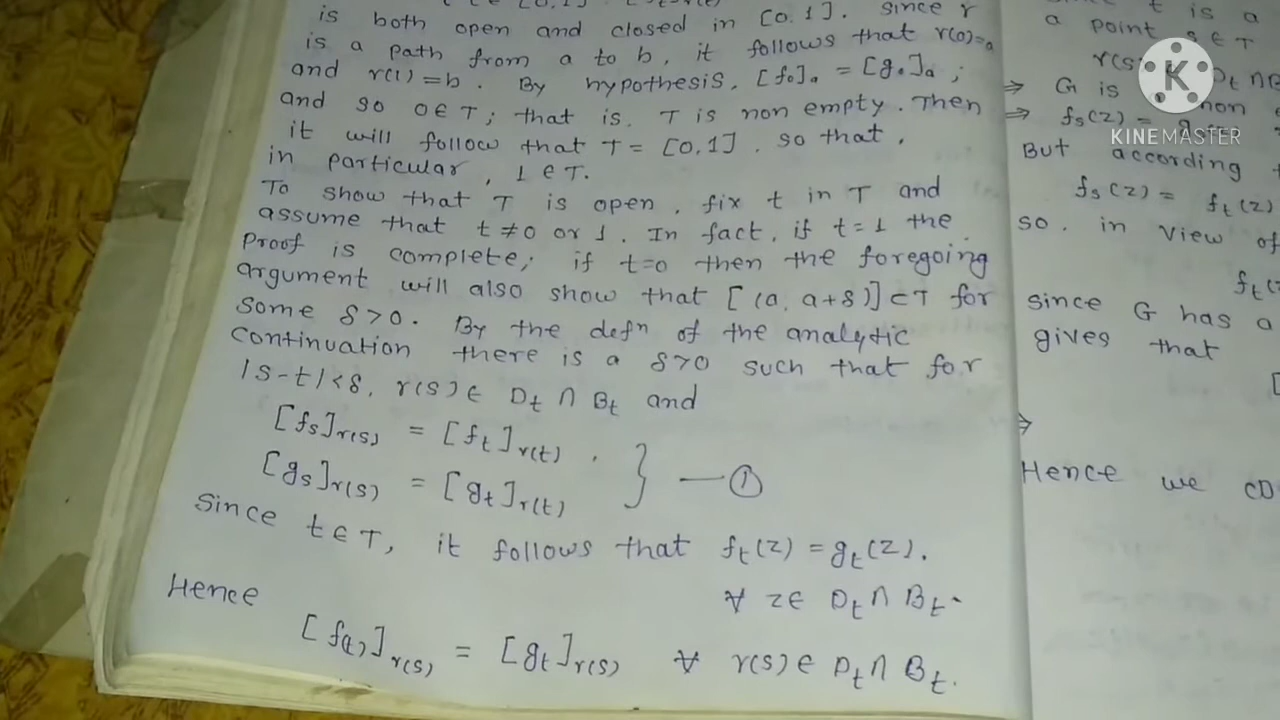 is both open and closed in [0.1]. Since r
is a path from a to b, it follows that r(0)=a
and r(1)=b. By hypothesis, [f₀]a = [g₀]a;
and so 0∈T; that is. T is non empty. Then
it will follow that T= [0,1]. so that,
in particular, 1∈T.
To show that T is open, fix t in T and
assume that t≠0 or 1. In fact, if t=1 the
Proof is complete; if t=0 then the foregoing
argument will also show that [(a, a+δ)]⊂T for
some δ>0. By the defⁿ of the analytic
continuation there is a δ>0 such that for
|s-t|<δ, r(s)∈ Dt ∩ Bt and
[fs]r(s) = [ft]r(t).
[gs]r(s) = [gt]r(t) } — ①
Since t∈T, it follows that ft(z) = gt(z).
∀ z∈ Dt ∩ Bt.
Hence
[f(t)]r(s) = [gt]r(s) ∀ r(s)∈ Dt ∩ Bt.
t is a
a point s∈T
r(s) Dt ∩
⇒ G is non
⇒ fs(z) =
But according
fs(z) = ft(z)
so. in view of
since G has a
gives that
[
⇒
Hence we
K
KINEMASTER